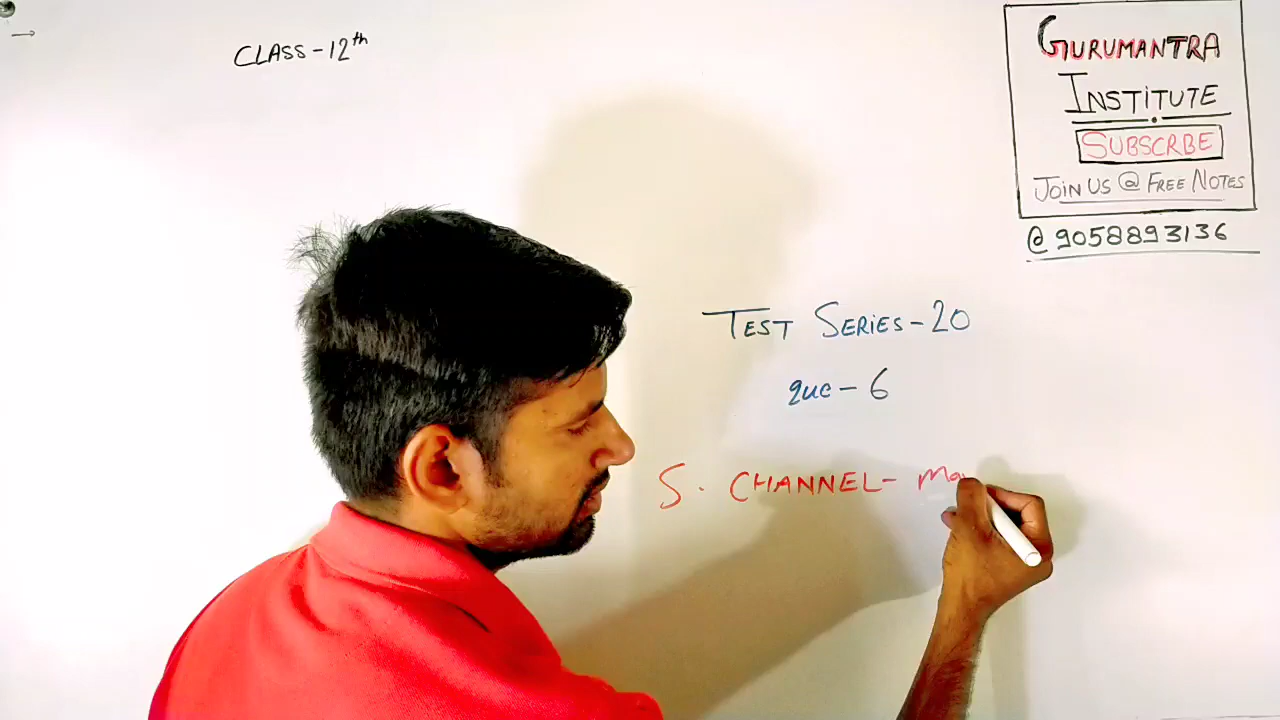 CLASS-12th
GURUMANTRA
INSTITUTE
SUBSCRBE
JOIN US @ FREE NOTES
@ 9058893136
TEST SERIES-20
que-6
S. CHANNEL-